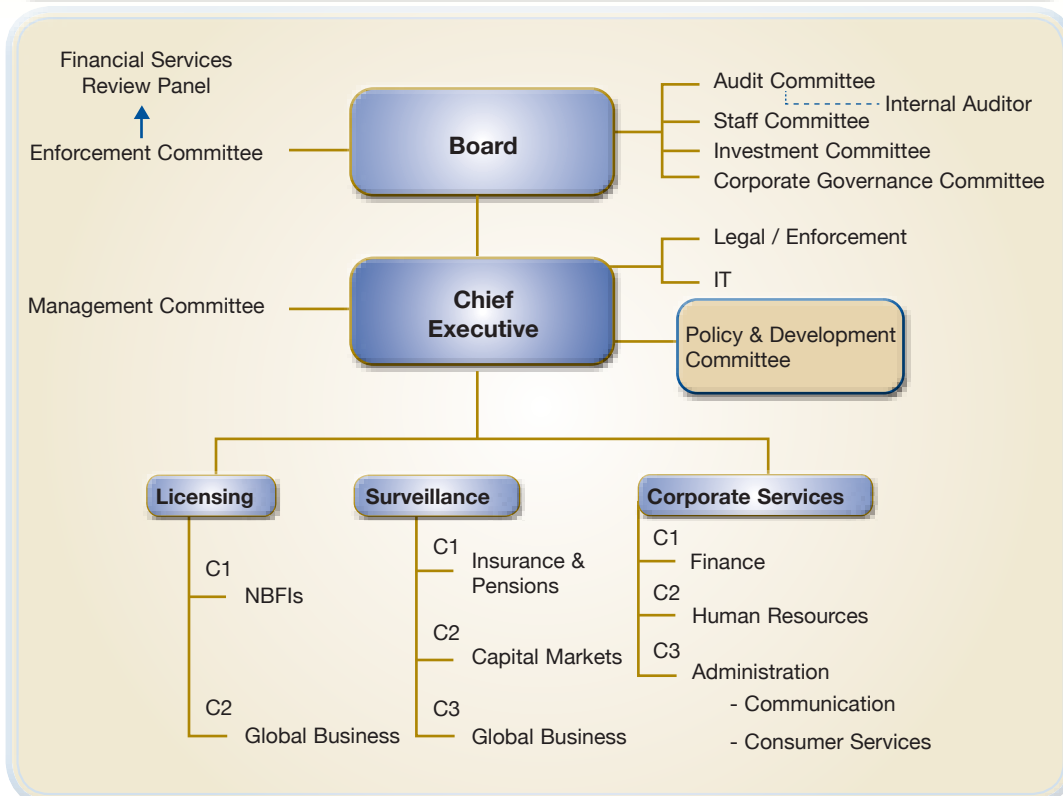 Financial Services
Review Panel
Enforcement Committee
Board
Audit Committee
Internal Auditor
Staff Committee
Investment Committee
Corporate Governance Committee
Legal / Enforcement
IT
Management Committee
Chief
Executive
Policy & Development
Committee
Licensing
C1
NBFIs
C2
Global Business
Surveillance
C1
Insurance &
Pensions
C2
Capital Markets
C3
Global Business
Corporate Services
C1
Finance
C2
Human Resources
C3
Administration
- Communication
- Consumer Services